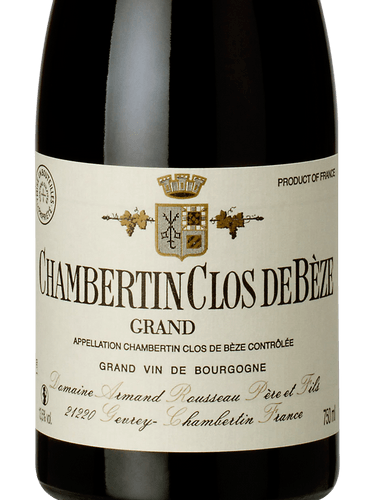 PRODUCT OF FRANCE
CHAMBERTIN CLOS DE BÈZE
GRAND
APPELLATION CHAMBERTIN CLOS DE BÈZE CONTRÔLÉE
GRAND VIN DE BOURGOGNE
Domaine Armand Rousseau Père et Fils
21220 Gevrey-Chambertin France
750 ml